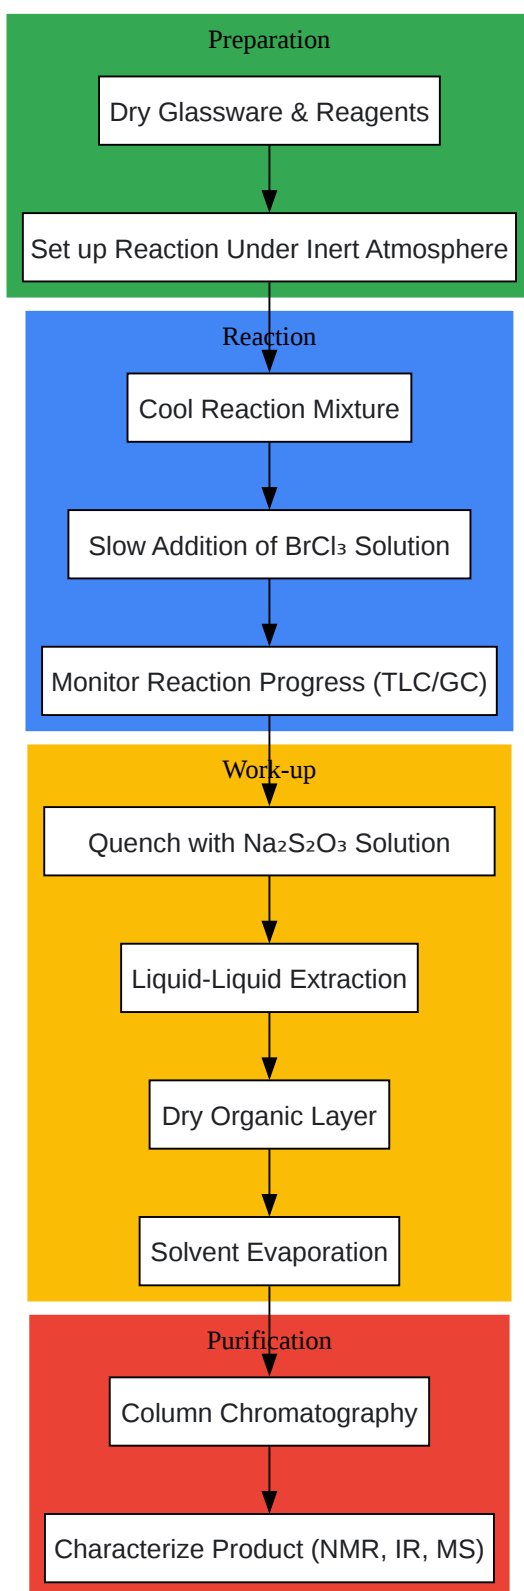 Preparation
Dry Glassware & Reagents
Set up Reaction Under Inert Atmosphere
Reaction
Cool Reaction Mixture
Slow Addition of BrCl₃ Solution
Monitor Reaction Progress (TLC/GC)
Work-up
Quench with Na₂S₂O₃ Solution
Liquid-Liquid Extraction
Dry Organic Layer
Solvent Evaporation
Purification
Column Chromatography
Characterize Product (NMR, IR, MS)